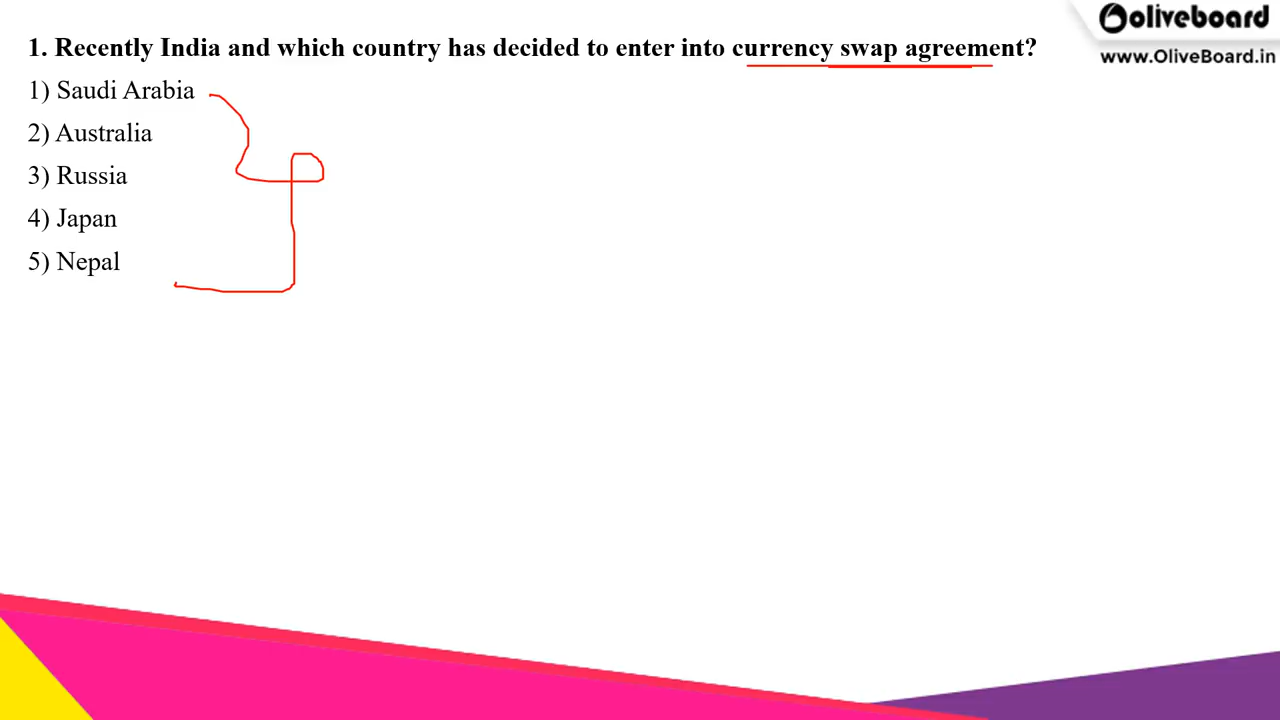 oliveboard
www.OliveBoard.in
1. Recently India and which country has decided to enter into currency swap agreement?
1) Saudi Arabia
2) Australia
3) Russia
4) Japan
5) Nepal